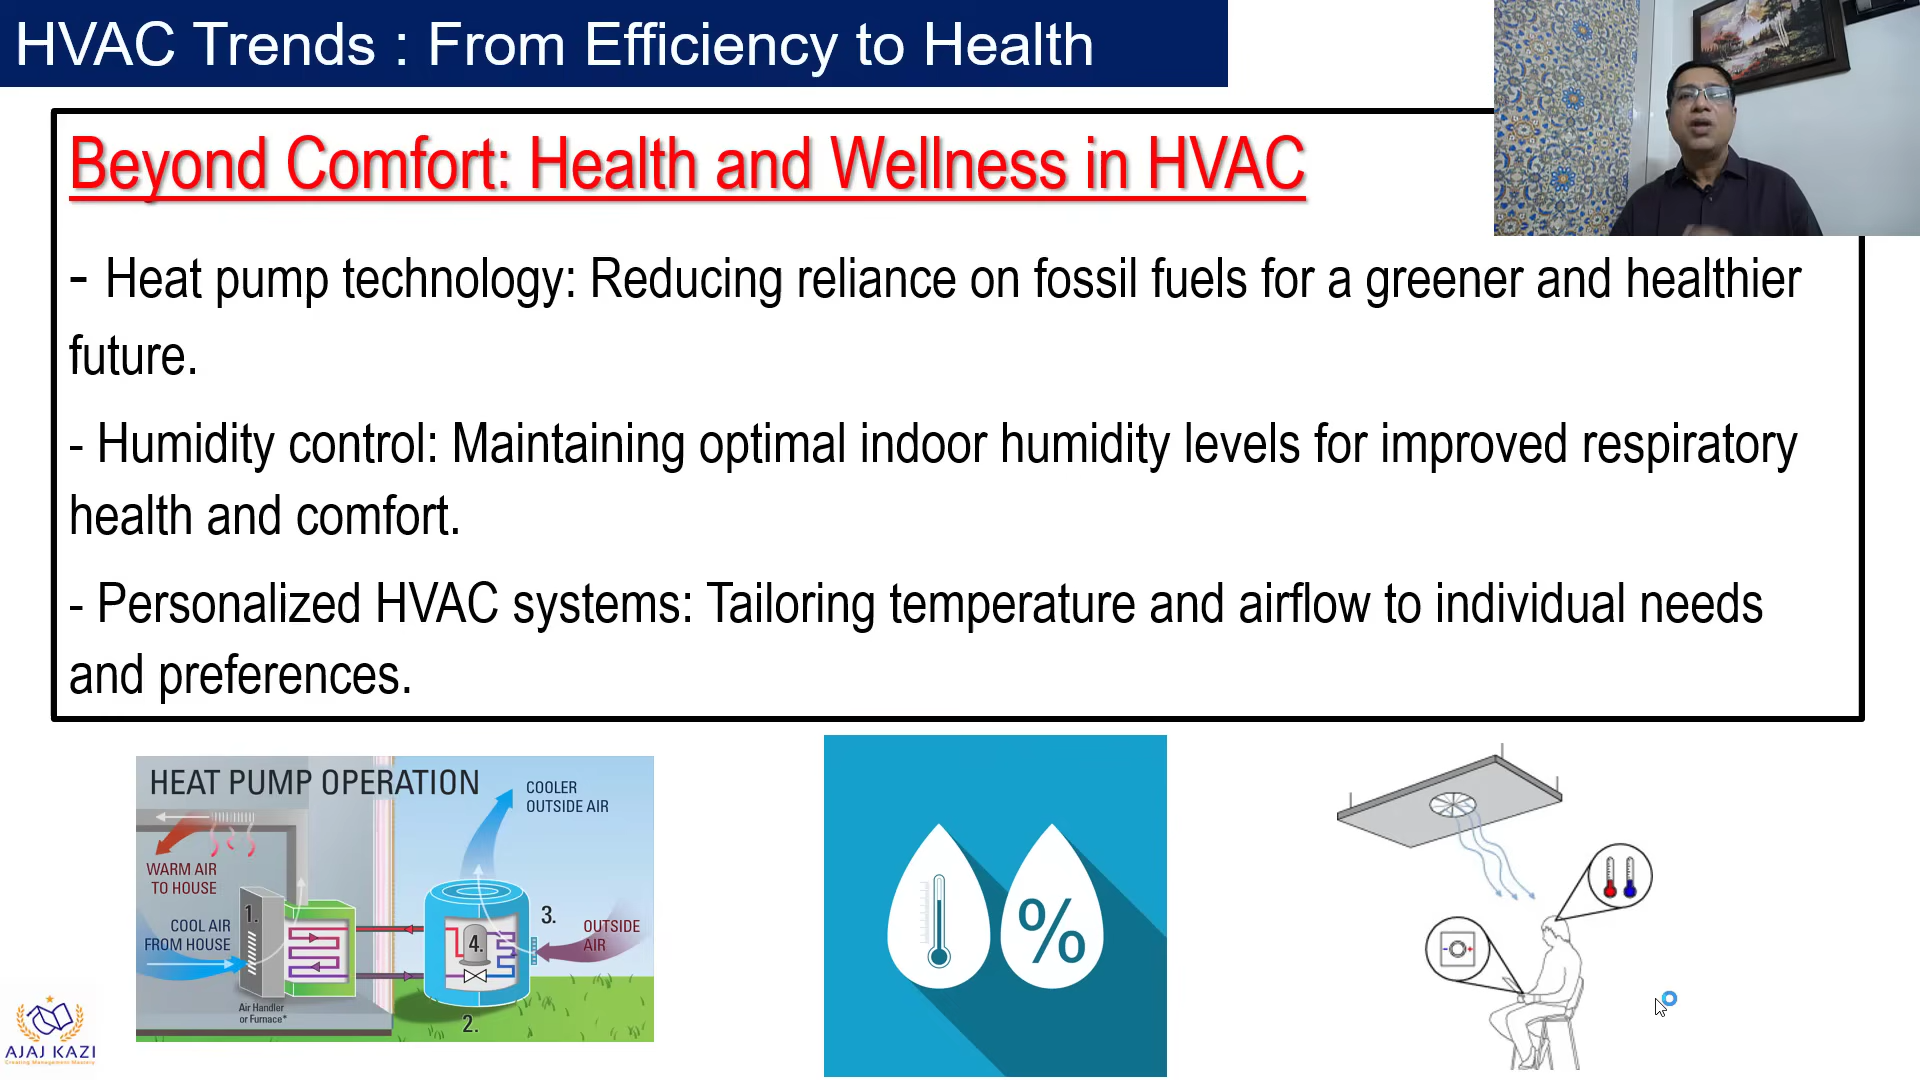 HVAC Trends : From Efficiency to Health
Beyond Comfort: Health and Wellness in HVAC
- Heat pump technology: Reducing reliance on fossil fuels for a greener and healthier
future.
- Humidity control: Maintaining optimal indoor humidity levels for improved respiratory
health and comfort.
- Personalized HVAC systems: Tailoring temperature and airflow to individual needs
and preferences.
HEAT PUMP OPERATION
COOLER
OUTSIDE AIR
WARM AIR
TO HOUSE
1.
COOL AIR
FROM HOUSE
3.
OUTSIDE
AIR
4.
Air Handler
or Furnace*
2.
%
- +
AJAJ KAZI
Creating Management Mastery